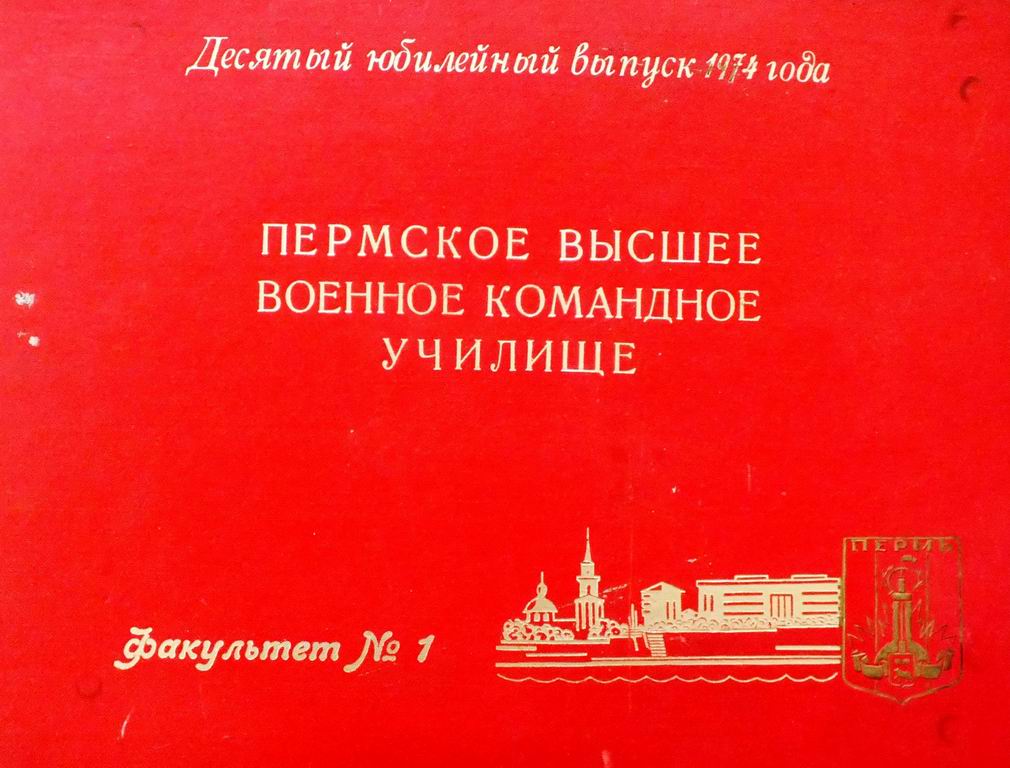 Десятый юбилейный выпуск 1974 года
ПЕРМСКОЕ ВЫСШЕЕ
ВОЕННОЕ КОМАНДНОЕ
УЧИЛИЩЕ
ПЕРМЬ
Факультет № 1